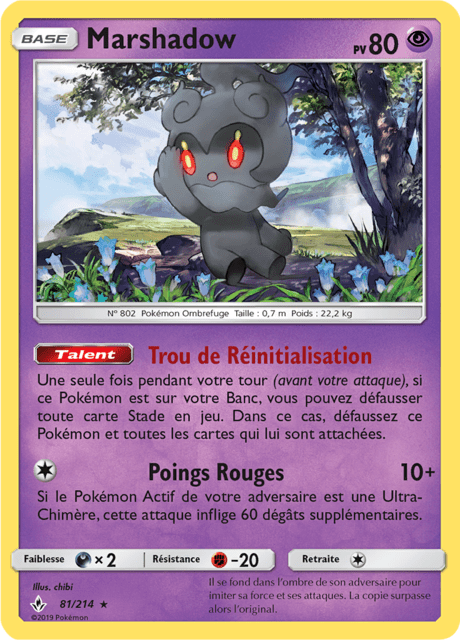 BASE Marshadow PV 80
N° 802 Pokémon Ombrefuge Taille : 0,7 m Poids : 22,2 kg
Talent Trou de Réinitialisation
Une seule fois pendant votre tour (avant votre attaque), si
ce Pokémon est sur votre Banc, vous pouvez défausser
toute carte Stade en jeu. Dans ce cas, défaussez ce
Pokémon et toutes les cartes qui lui sont attachées.
Poings Rouges 10+
Si le Pokémon Actif de votre adversaire est une Ultra-
Chimère, cette attaque inflige 60 dégâts supplémentaires.
Faiblesse ×2 Résistance -20 Retraite
Illus. chibi
81/214 ★
©2019 Pokémon
Il se fond dans l'ombre de son adversaire pour
imiter sa force et ses attaques. La copie surpasse
alors l'original.